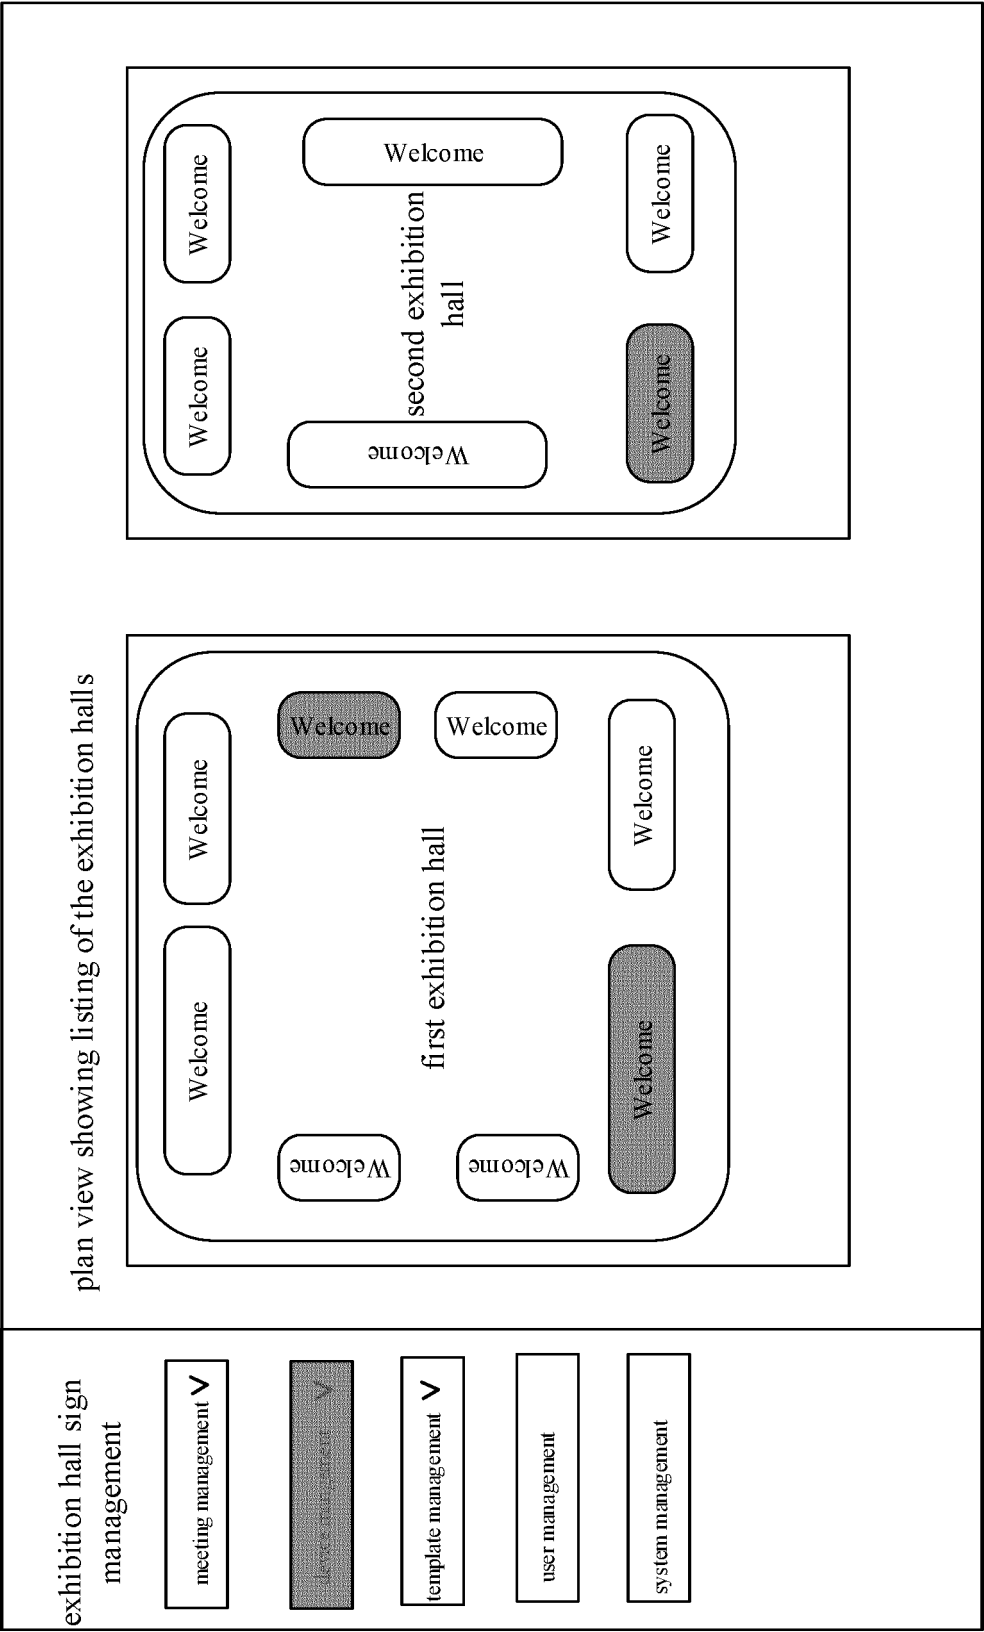 exhibition hall sign
management
meeting management
device
template management
user management
system management
plan view showing listing of the exhibition halls
Welcome
Welcome
Welcome
Welcome
first exhibition hall
Welcome
Welcome
Welcome
Welcome
Welcome
Welcome
Welcome
second exhibition
hall
Welcome
Welcome
Welcome